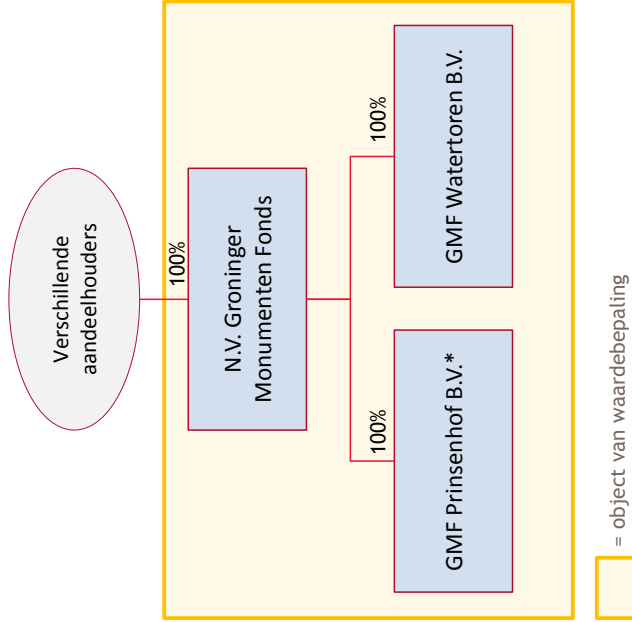 Verschillende
aandeelhouders
100%
N.V. Groninger
Monumenten Fonds
100%
100%
GMF Prinsenhof B.V.*
GMF Watertoren B.V.
= object van waardebepaling